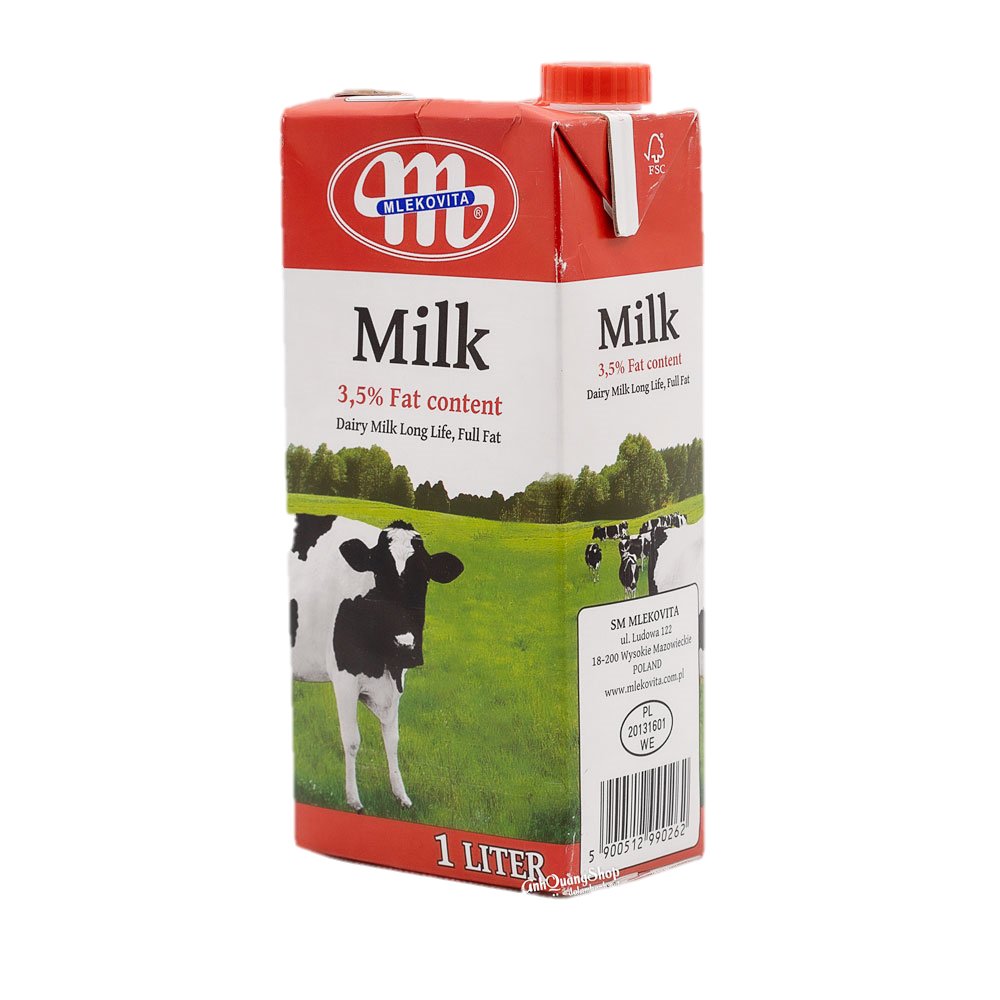 MLEKOVITA
®
Milk
3,5% Fat content
Dairy Milk Long Life, Full Fat
1 LITER
FSC
Milk
3,5% Fat content
Dairy Milk Long Life, Full Fat
SM MLEKOVITA
ul. Ludowa 122
18-200 Wysokie Mazowieckie
POLAND
www.mlekovita.com.pl
PL
20131601
WE
5 900512 990262
AnhQuangShop